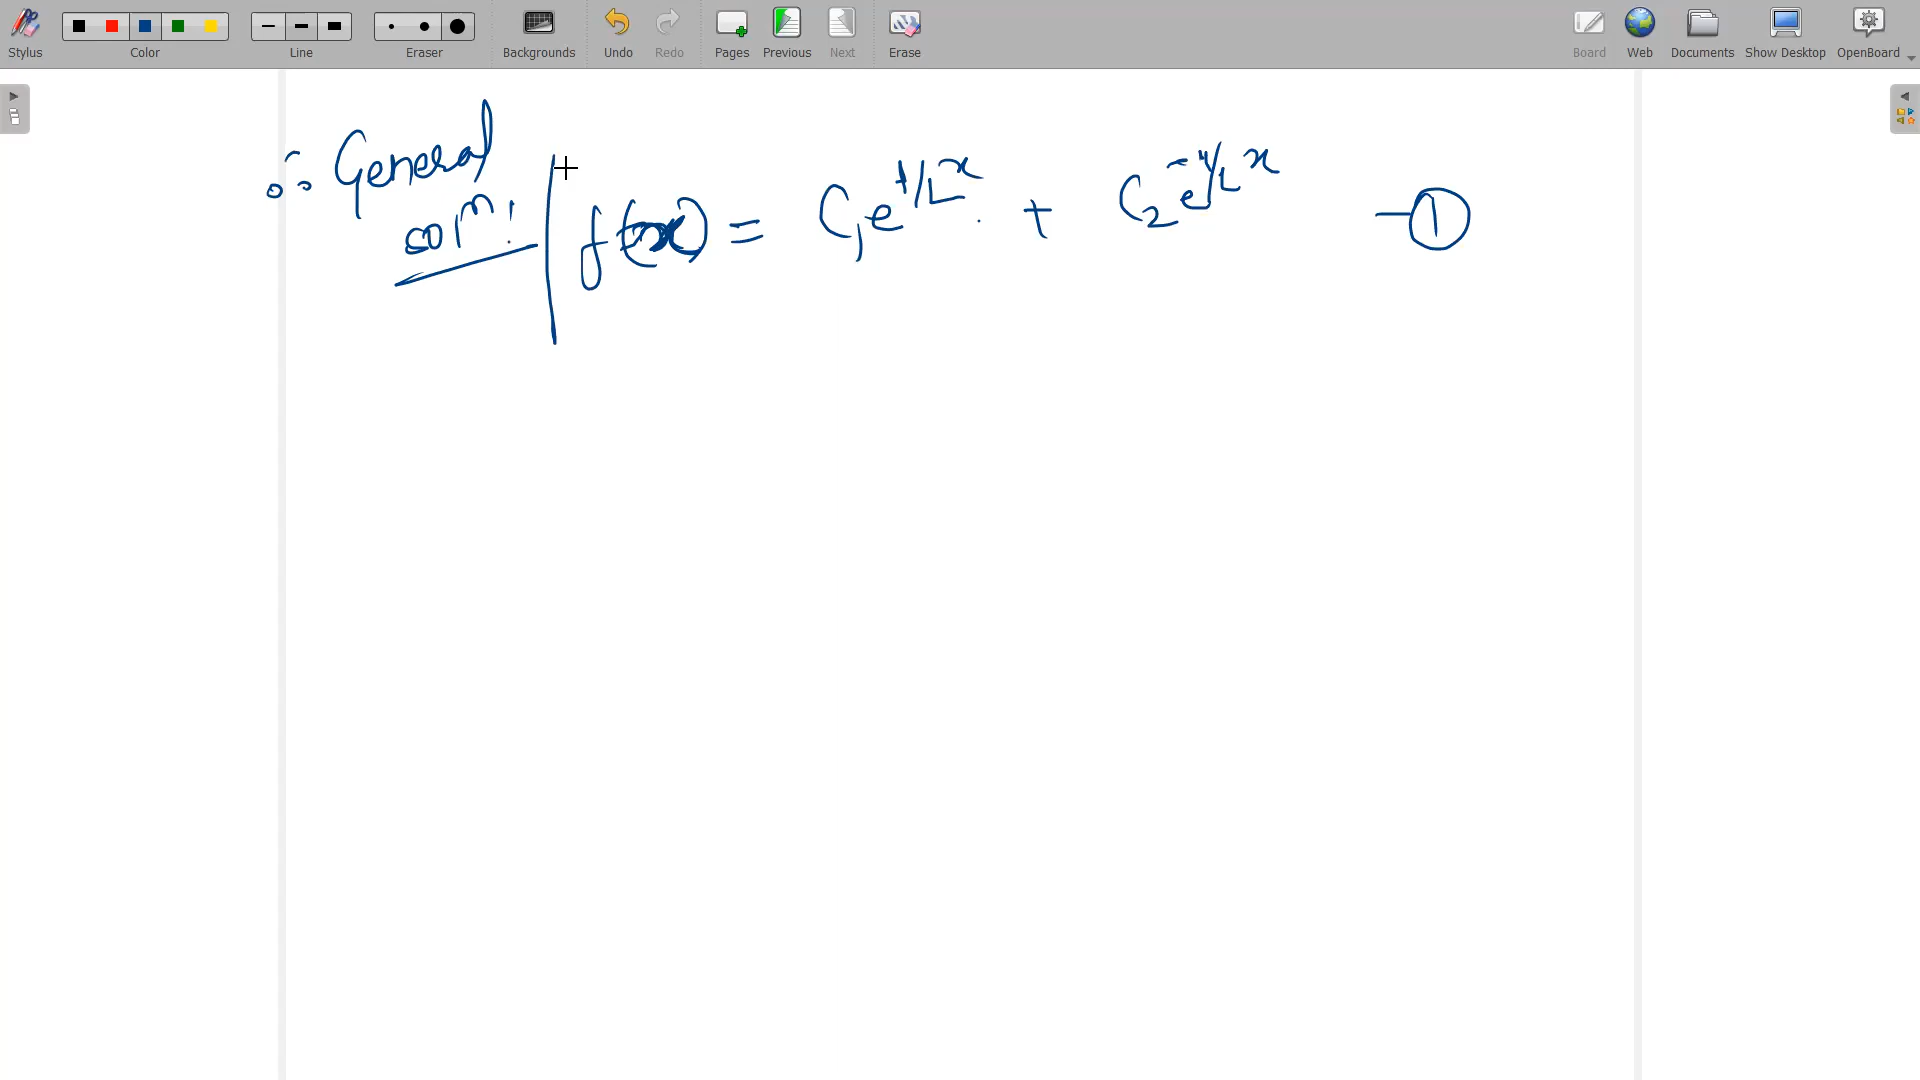 Stylus Color Line Eraser Backgrounds Undo Redo Pages Previous Next Erase Board Web Documents Show Desktop OpenBoard
∴ General
solⁿ. f(x) = C₁e^{1/L x} + C₂e^{-1/L x} —①